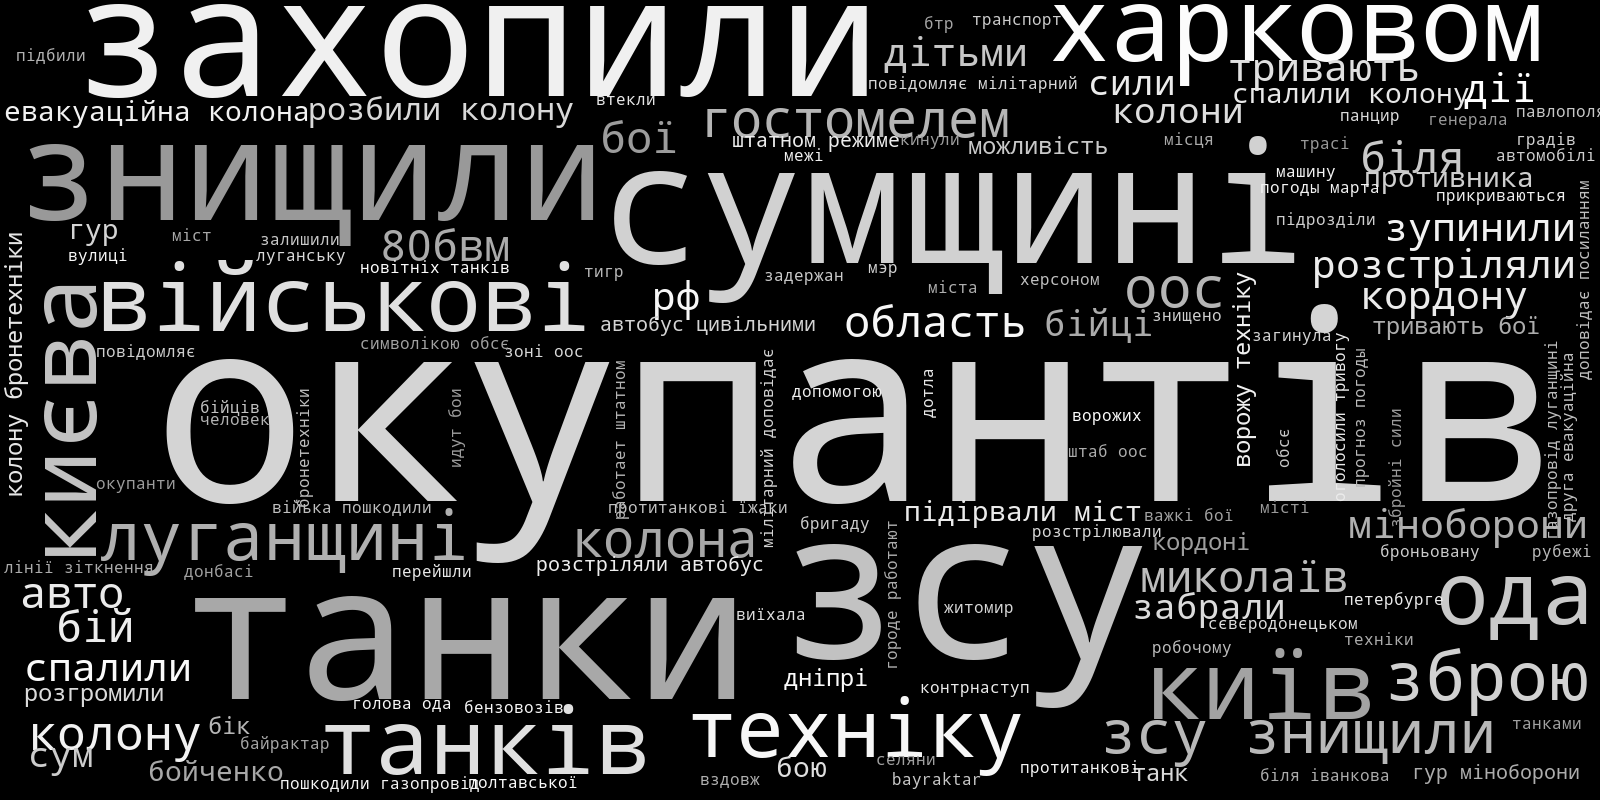 захопили
харковом
бтр
транспорт
підбили
дітьми
тривають
повідомляє мілітарний
сили
спалили колону
дії
евакуаційна колона
розбили колону
втекли
гостомелем
колони
панцир
генерала
павлополя
бої
штатном режиме
кинули
можливість
місця
трасі
градів
межі
біля
автомобілі
знищили
сумщині
машину
погоды марта
противника
прикриваються
гур
міст
залишили
80бвм
підрозділи
зупинили
вулиці
луганську
новітніх танків
тигр
задержан
мэр
міста
херсоном
оос
розстріляли
доповідає посиланням
військові
рф
кордону
автобус цивільними
область
бійці
знищено
ворожу техніку
загинула
тривають бої
колону бронетехніки
києва
повідомляє
символікою обсє
зоні оос
окупантів
бійців
человек
бронетехніки
идут бои
работает штатном
мілітарний доповідає
допомогою
дотла
ворожих
штаб оос
обсє
оголосили тривогу
прогноз погоды
збройні сили
газопровід луганщині
друга евакуаційна
окупанти
війька пошкодили
протитанкові їжаки
підірвали міст
важкі бої
місті
луганщині
колона
бригаду
розстрілювали
кордоні
міноборони
броньовану
рубежі
лінії зіткнення
донбасі
перейшли
розстріляли автобус
зсу
городе работают
миколаїв
ода
авто
танки
виїхала
житомир
забрали
петербурге
бій
сєвєродонецьком
техніки
робочому
спалили
розгромили
дніпрі
контрнаступ
київ
зброю
голова ода
бензовозів
колону
бік
танків
техніку
зсу знищили
танками
сум
байрактар
бойченко
пошкодили газопровід
полтавської
вздовж
бою
селяни
bayraktar
протитанкові
танк
біля іванкова
гур міноборони